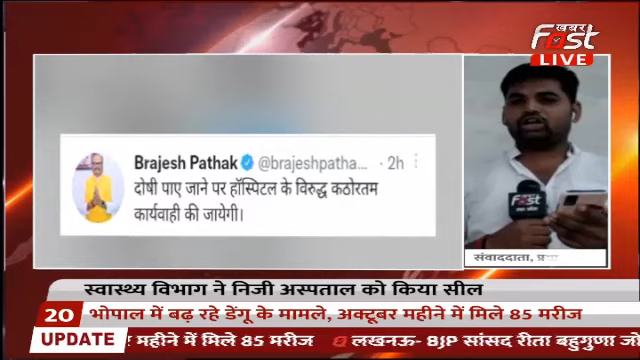 खबर
FAST
LIVE
Brajesh Pathak @brajeshpatha... · 2h
दोषी पाए जाने पर हॉस्पिटल के विरुद्ध कठोरतम
कार्यवाही की जायेगी।
FAST
संवाददाता,
स्वास्थ्य विभाग ने निजी अस्पताल को किया सील
20 भोपाल में बढ़ रहे डेंगू के मामले, अक्टूबर महीने में मिले 85 मरीज
UPDATE महीने में मिले 85 मरीज लखनऊ- BJP सांसद रीता बहुगुणा